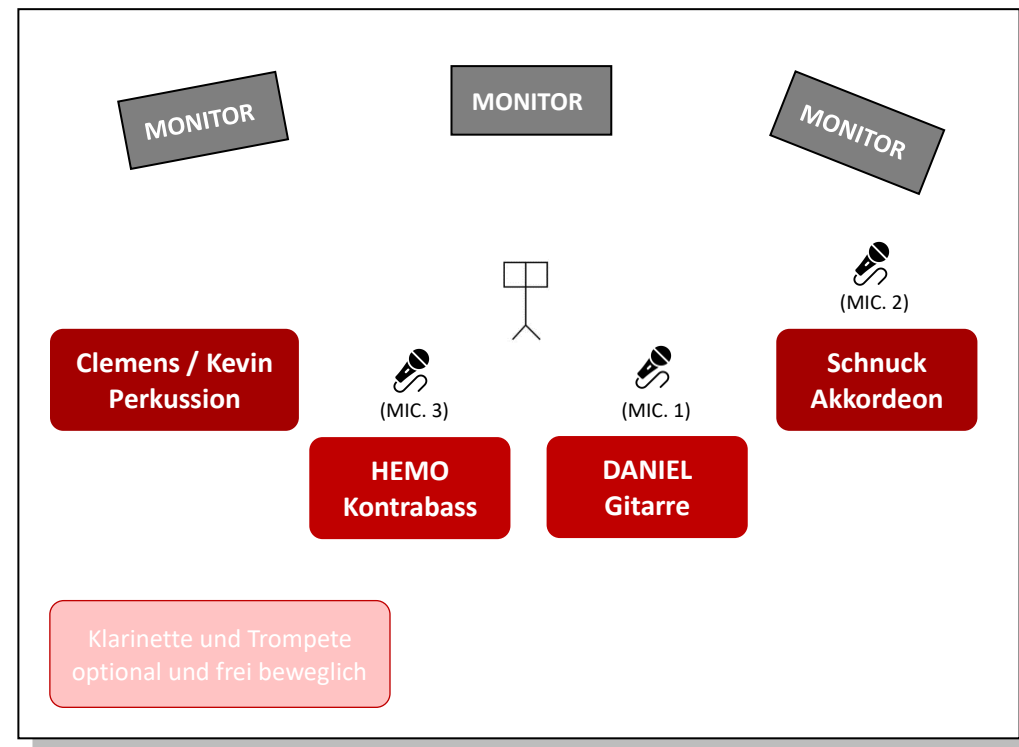 MONITOR
MONITOR
MONITOR
(MIC. 2)
Clemens / Kevin
Perkussion
Schnuck
Akkordeon
(MIC. 3)
(MIC. 1)
HEMO
Kontrabass
DANIEL
Gitarre
Klarinette und Trompete
optional und frei beweglich